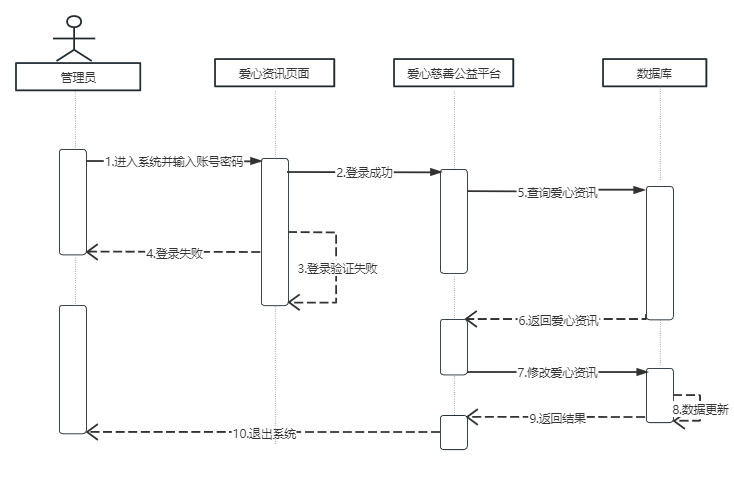 管理员
爱心资讯页面
爱心慈善公益平台
数据库
1.进入系统并输入账号密码
2.登录成功
5.查询爱心资讯
4.登录失败
3.登录验证失败
6.返回爱心资讯
7.修改爱心资讯
8.数据更新
9.返回结果
10.退出系统